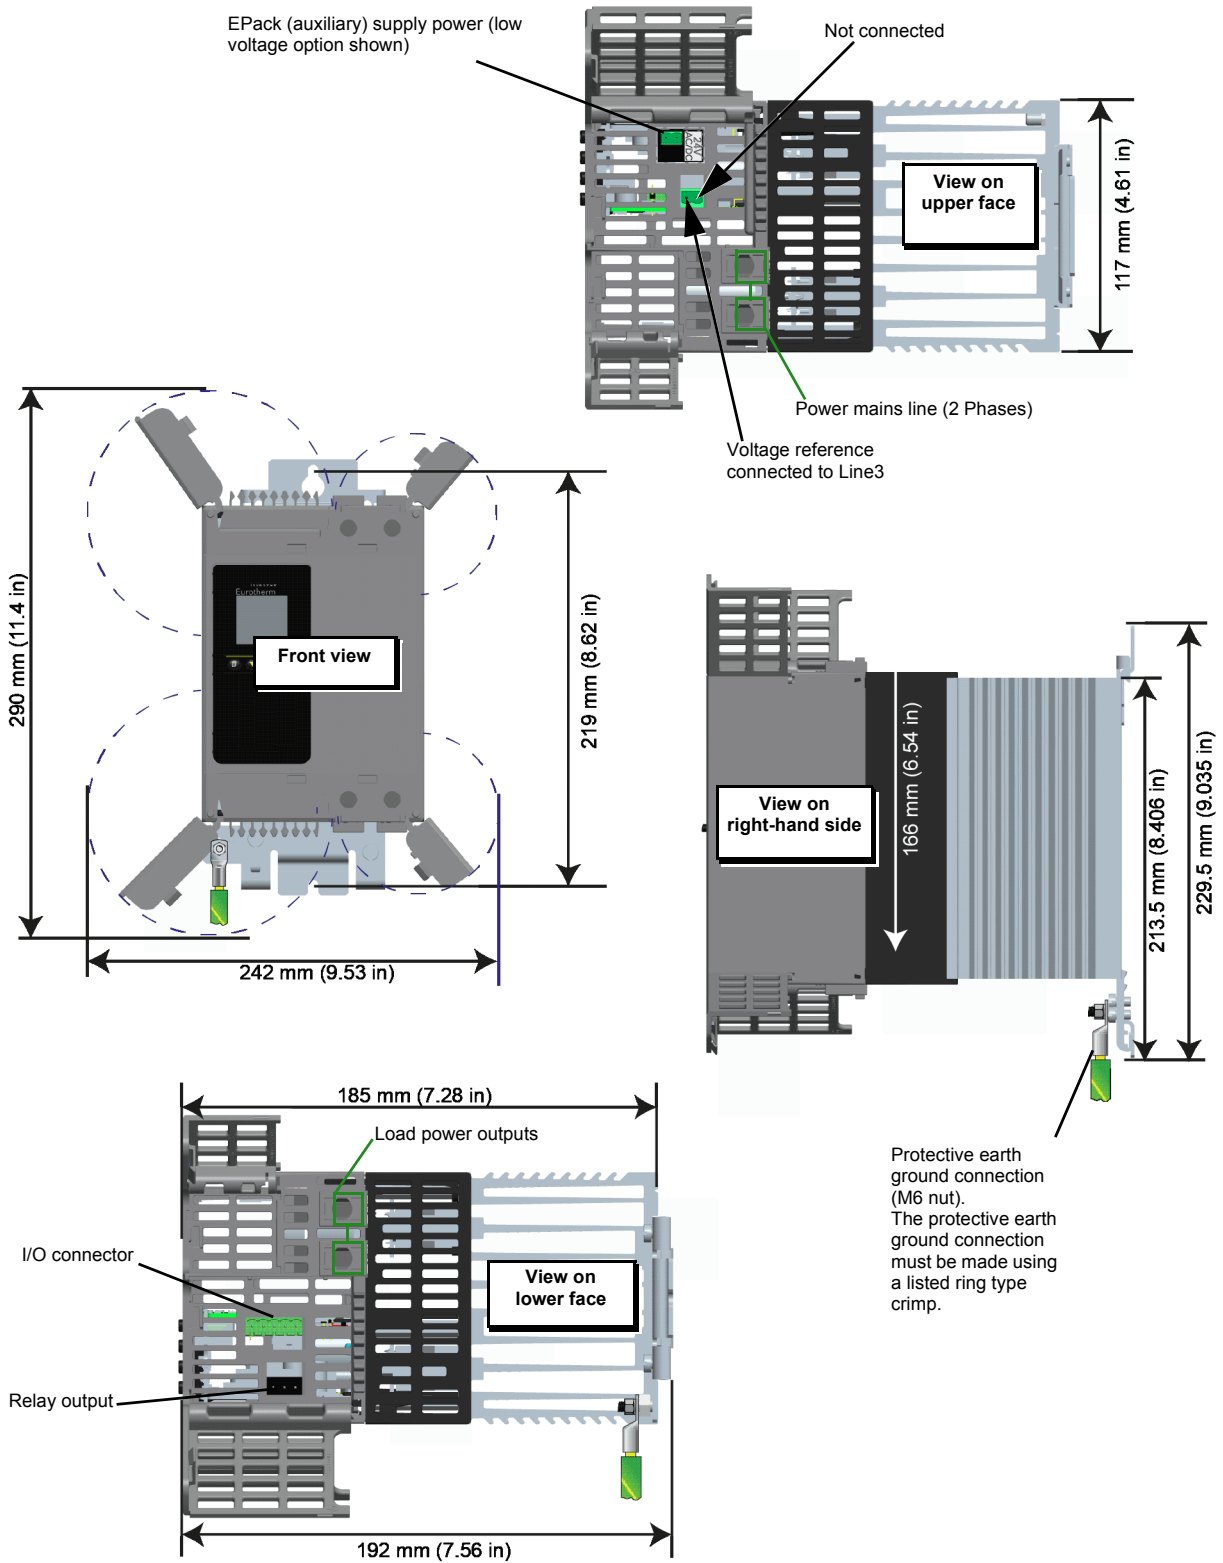 EPack (auxiliary) supply power (low
voltage option shown)
Not connected
24V
AC/DC
View on
upper face
117 mm (4.61 in)
Power mains line (2 Phases)
Voltage reference
connected to Line3
290 mm (11.4 in)
Eurotherm
Front view
219 mm (8.62 in)
242 mm (9.53 in)
View on
right-hand side
166 mm (6.54 in)
213.5 mm (8.406 in)
229.5 mm (9.035 in)
185 mm (7.28 in)
Load power outputs
I/O connector
View on
lower face
Relay output
192 mm (7.56 in)
Protective earth
ground connection
(M6 nut).
The protective earth
ground connection
must be made using
a listed ring type
crimp.